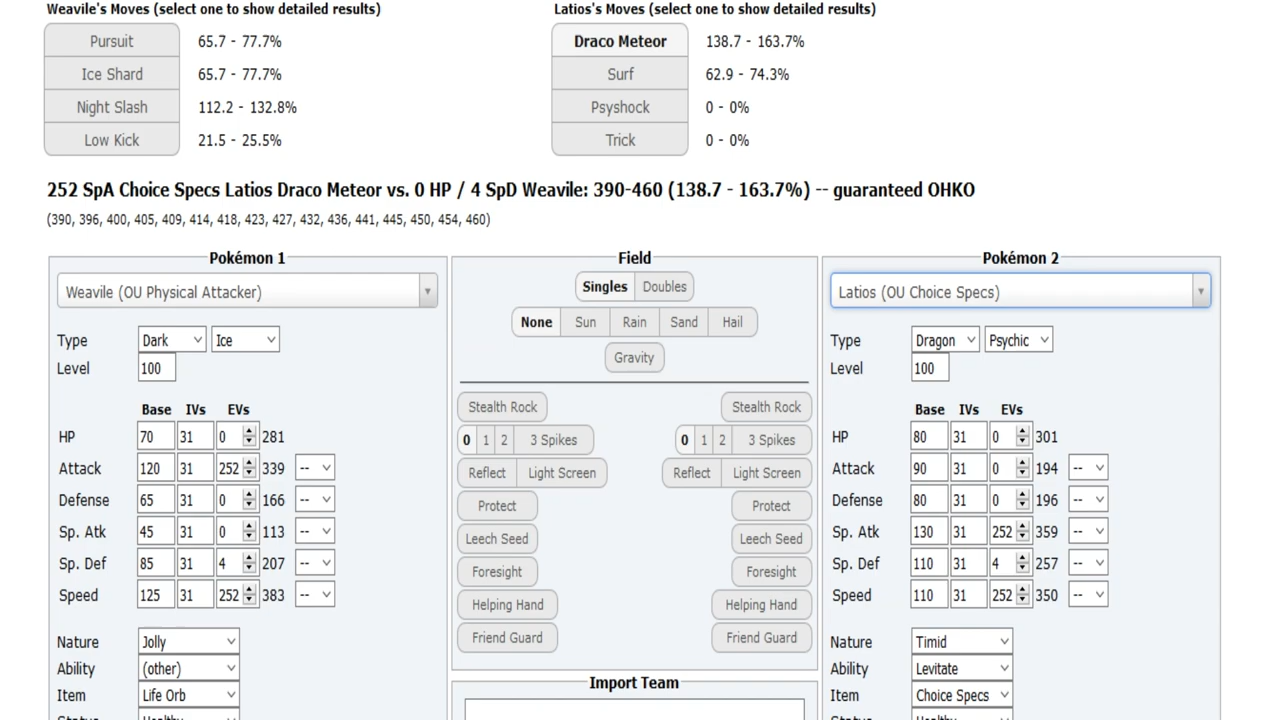 Weavile's Moves (select one to show detailed results) Latios's Moves (select one to show detailed results)
Pursuit 65.7 - 77.7% Draco Meteor 138.7 - 163.7%
Ice Shard 65.7 - 77.7% Surf 62.9 - 74.3%
Night Slash 112.2 - 132.8% Psyshock 0 - 0%
Low Kick 21.5 - 25.5% Trick 0 - 0%
252 SpA Choice Specs Latios Draco Meteor vs. 0 HP / 4 SpD Weavile: 390-460 (138.7 - 163.7%) -- guaranteed OHKO
(390, 396, 400, 405, 409, 414, 418, 423, 427, 432, 436, 441, 445, 450, 454, 460)
Pokémon 1
Weavile (OU Physical Attacker)
Type Dark Ice
Level 100
Base IVs EVs
HP 70 31 0 281
Attack 120 31 252 339 --
Defense 65 31 0 166 --
Sp. Atk 45 31 0 113 --
Sp. Def 85 31 4 207 --
Speed 125 31 252 383 --
Nature Jolly
Ability (other)
Item Life Orb
Status Healthy
Field
Singles Doubles
None Sun Rain Sand Hail
Gravity
Stealth Rock Stealth Rock
0 1 2 3 Spikes 0 1 2 3 Spikes
Reflect Light Screen Reflect Light Screen
Protect Protect
Leech Seed Leech Seed
Foresight Foresight
Helping Hand Helping Hand
Friend Guard Friend Guard
Import Team
Pokémon 2
Latios (OU Choice Specs)
Type Dragon Psychic
Level 100
Base IVs EVs
HP 80 31 0 301
Attack 90 31 0 194 --
Defense 80 31 0 196 --
Sp. Atk 130 31 252 359 --
Sp. Def 110 31 4 257 --
Speed 110 31 252 350 --
Nature Timid
Ability Levitate
Item Choice Specs
Status Healthy